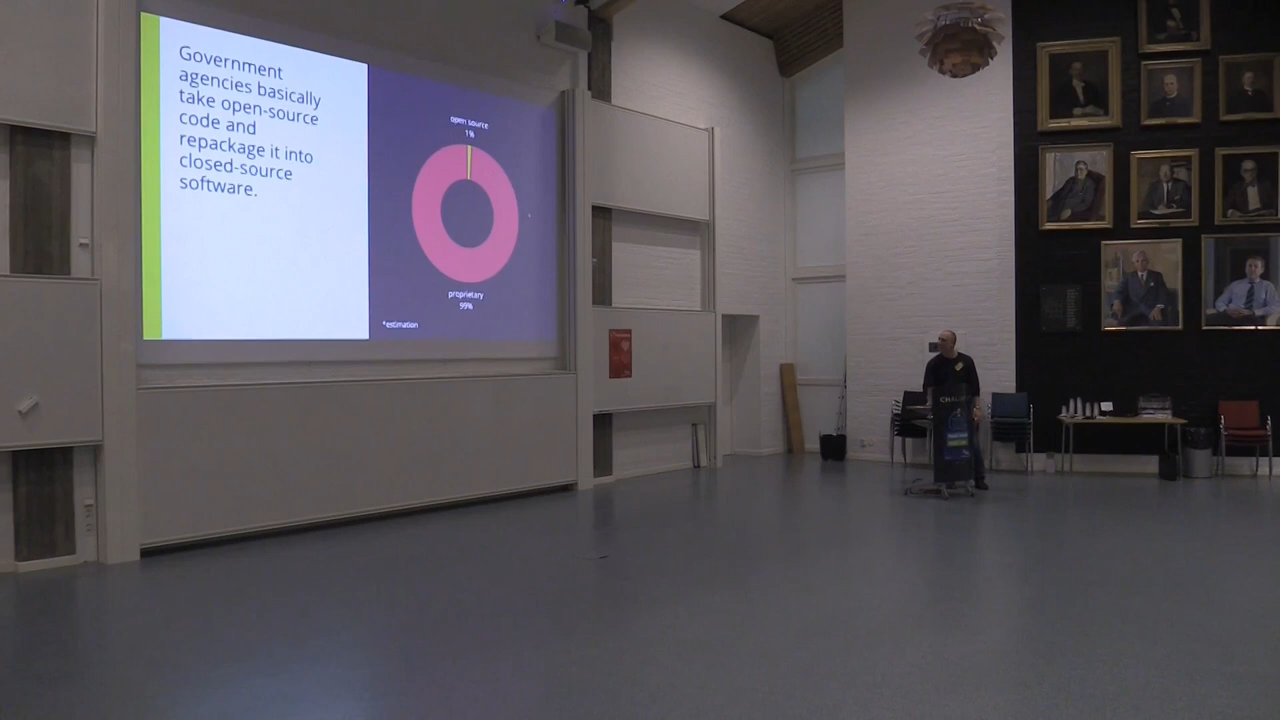 Government
agencies basically
take open-source
code and
repackage it into
closed-source
software.
open source
1%
proprietary
99%
*estimation